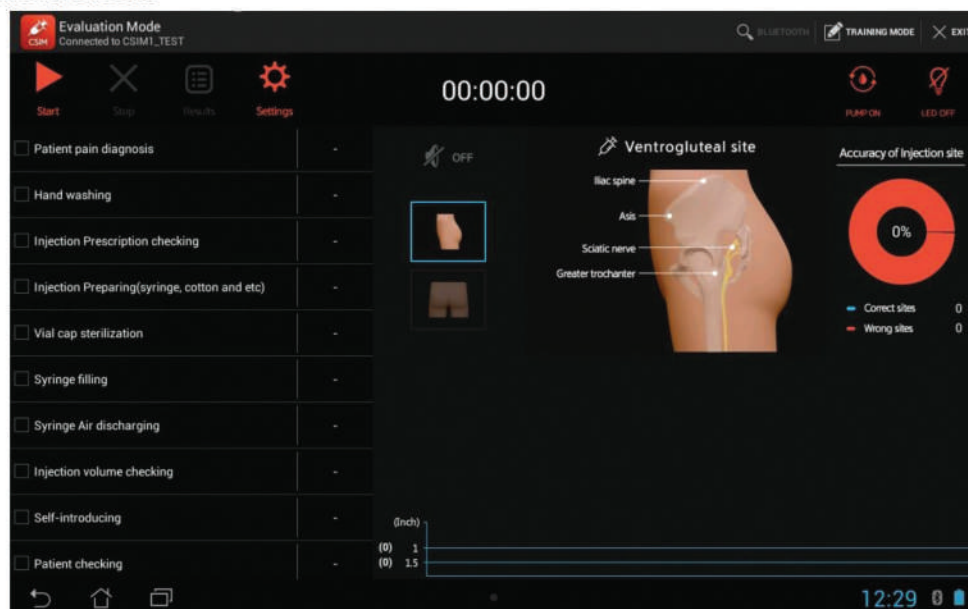 CSIM
Evaluation Mode
Connected to CSIM1_TEST
BLUETOOTH
TRAINING MODE
EXIT
Start
Stop
Results
Settings
00:00:00
PUMP ON
LED OFF
Patient pain diagnosis -
Hand washing -
Injection Prescription checking -
Injection Preparing(syringe, cotton and etc) -
Vial cap sterilization -
Syringe filling -
Syringe Air discharging -
Injection volume checking -
Self-introducing -
Patient checking -
OFF
Ventrogluteal site
Iliac spine
Asis
Sciatic nerve
Greater trochanter
Accuracy of Injection site
0%
Correct sites 0
Wrong sites 0
(Inch)
(0) 1
(0) 1.5
12:29